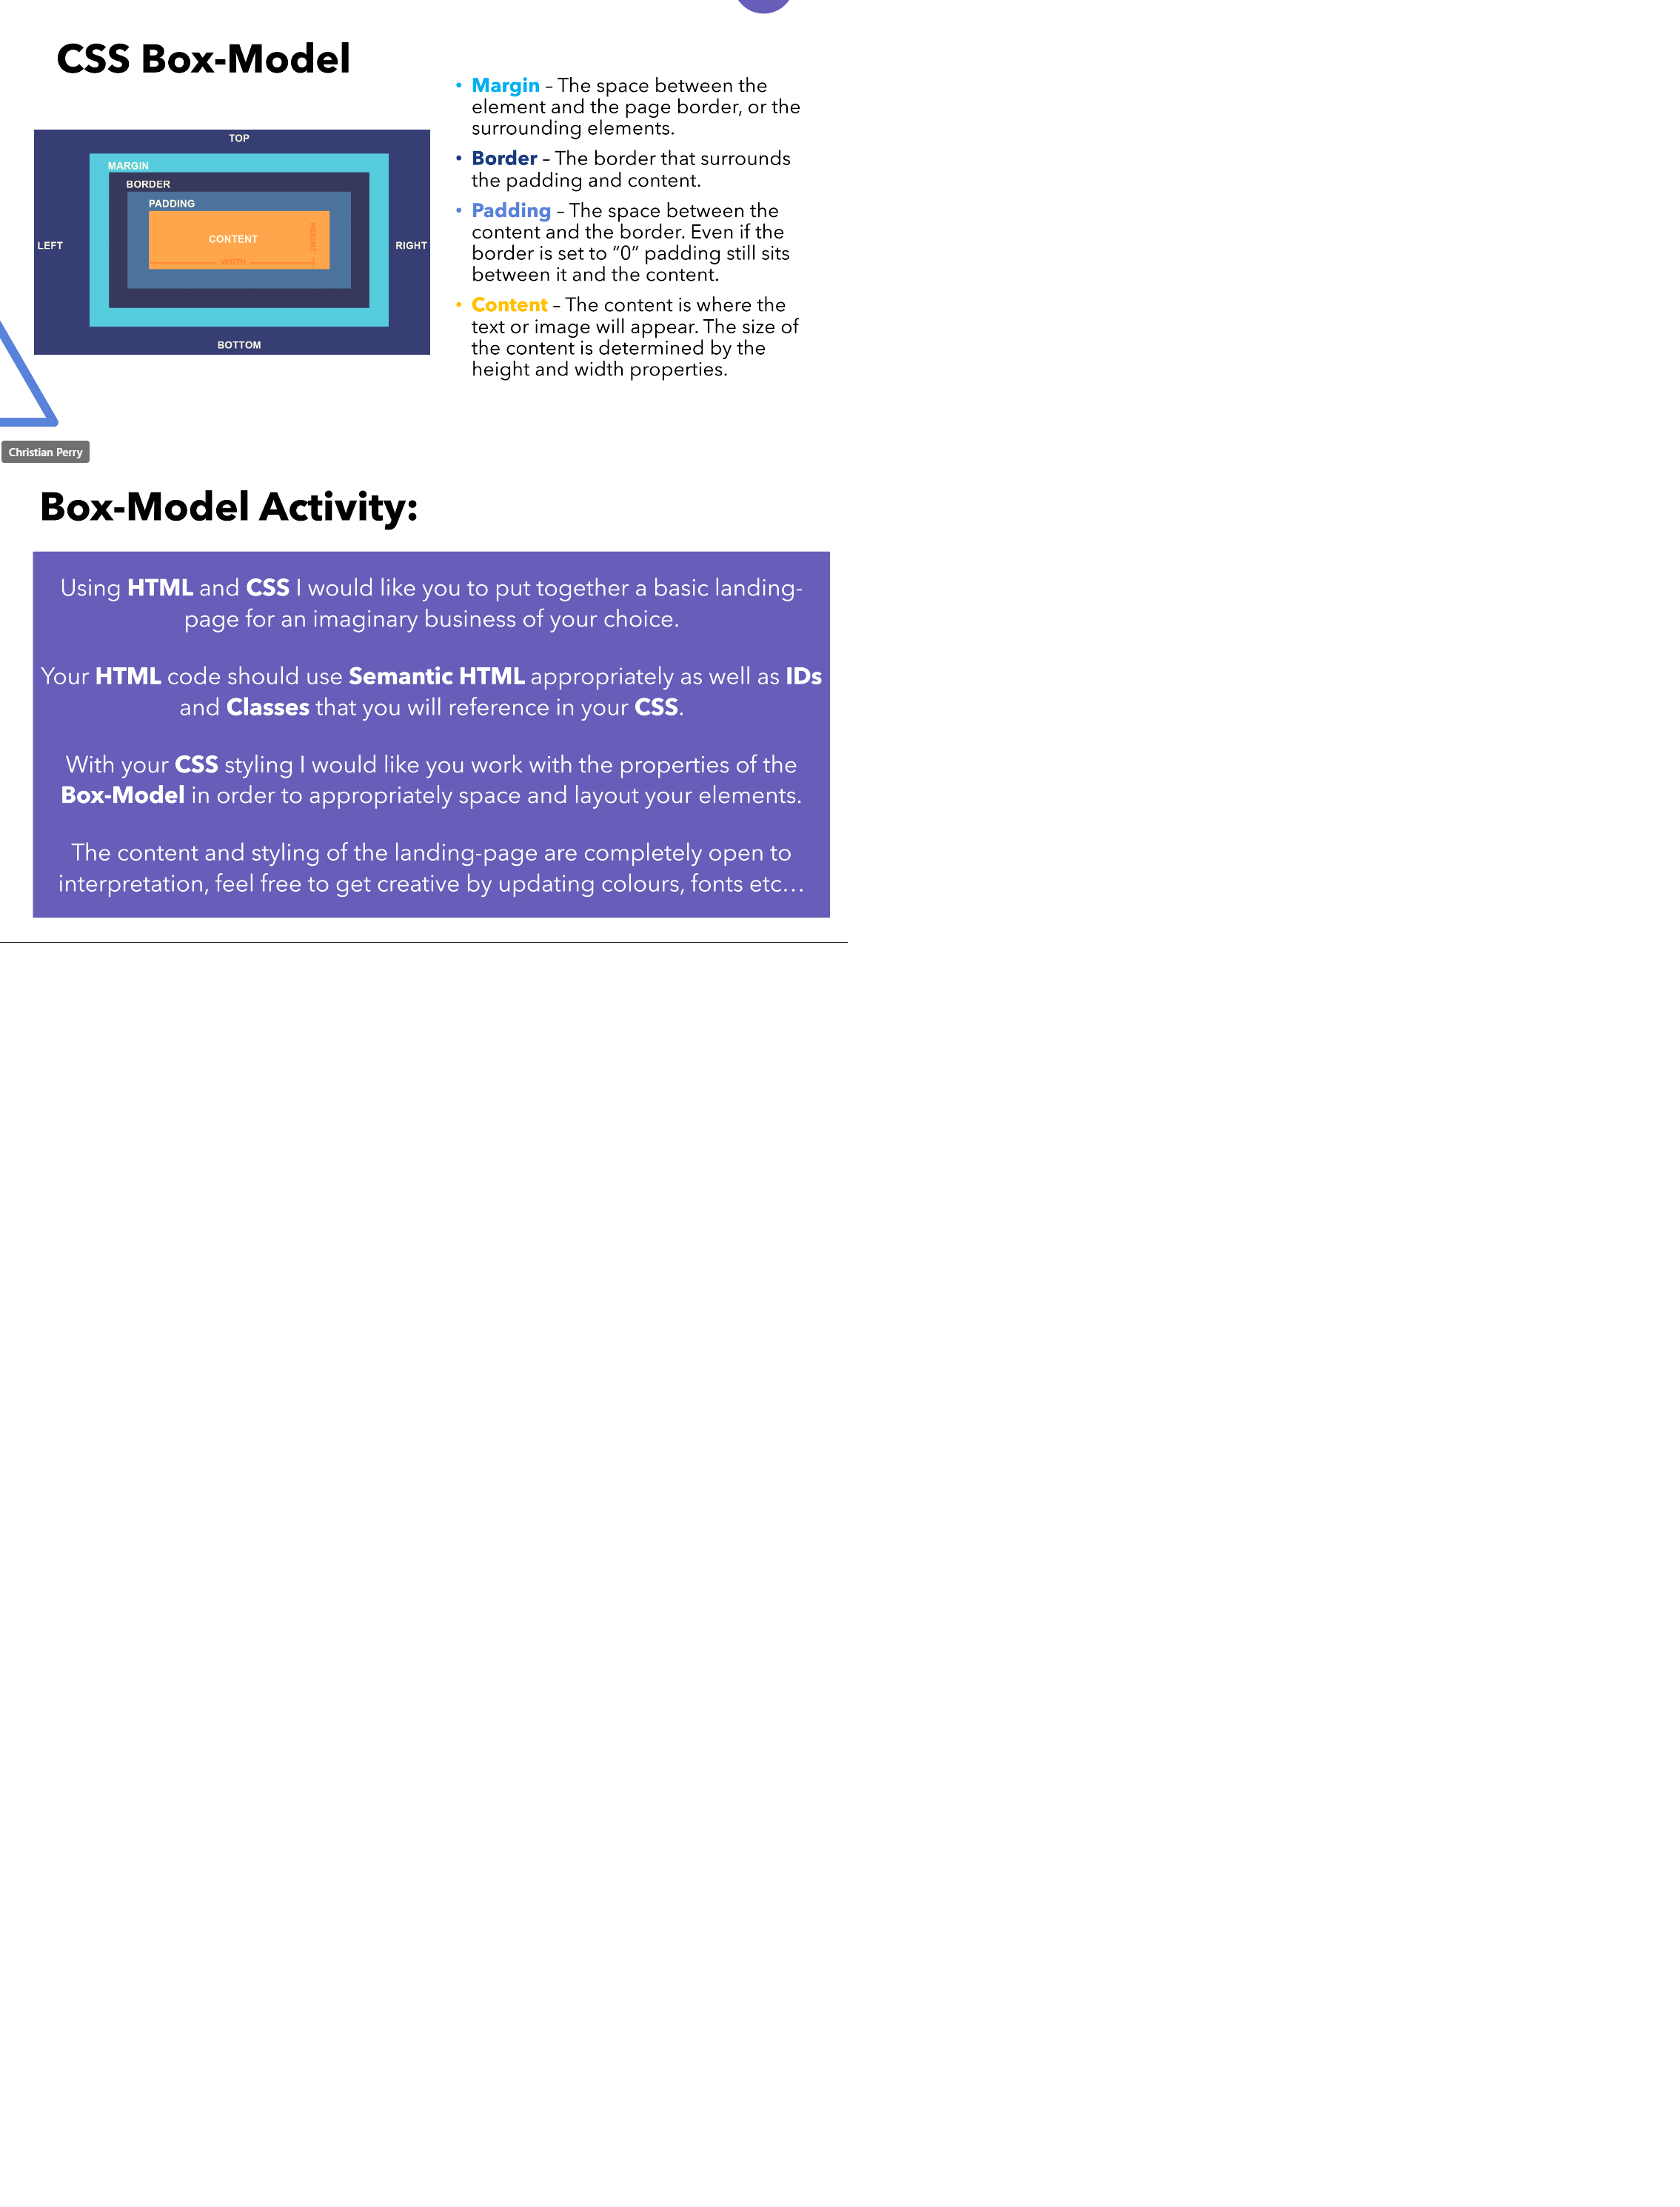 CSS Box-Model
TOP
MARGIN
BORDER
PADDING
CONTENT
HEIGHT
WIDTH
LEFT
RIGHT
BOTTOM
• Margin – The space between the
element and the page border, or the
surrounding elements.
• Border – The border that surrounds
the padding and content.
• Padding – The space between the
content and the border. Even if the
border is set to “0” padding still sits
between it and the content.
• Content – The content is where the
text or image will appear. The size of
the content is determined by the
height and width properties.
Christian Perry
Box-Model Activity:
Using HTML and CSS I would like you to put together a basic landing-
page for an imaginary business of your choice.
Your HTML code should use Semantic HTML appropriately as well as IDs
and Classes that you will reference in your CSS.
With your CSS styling I would like you work with the properties of the
Box-Model in order to appropriately space and layout your elements.
The content and styling of the landing-page are completely open to
interpretation, feel free to get creative by updating colours, fonts etc…